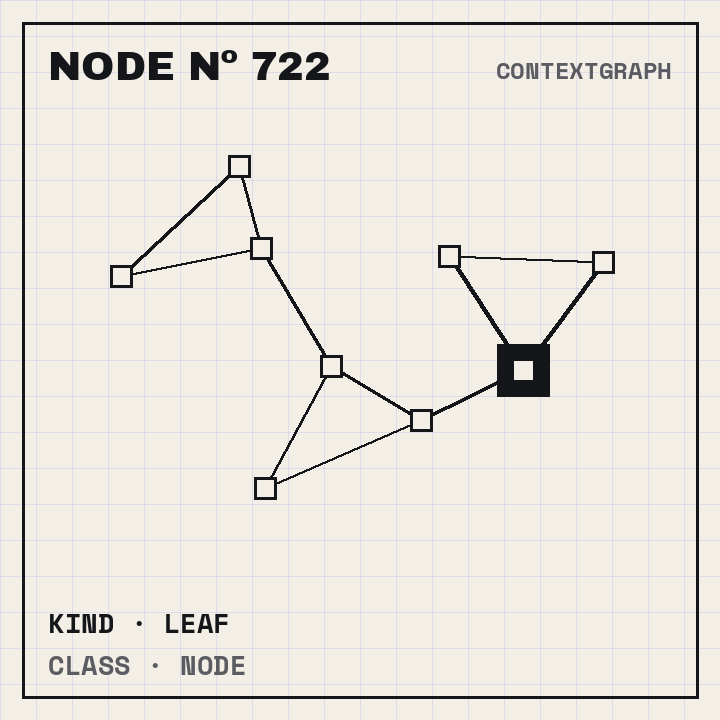 NODE Nº 722
CONTEXTGRAPH
KIND · LEAF
CLASS · NODE